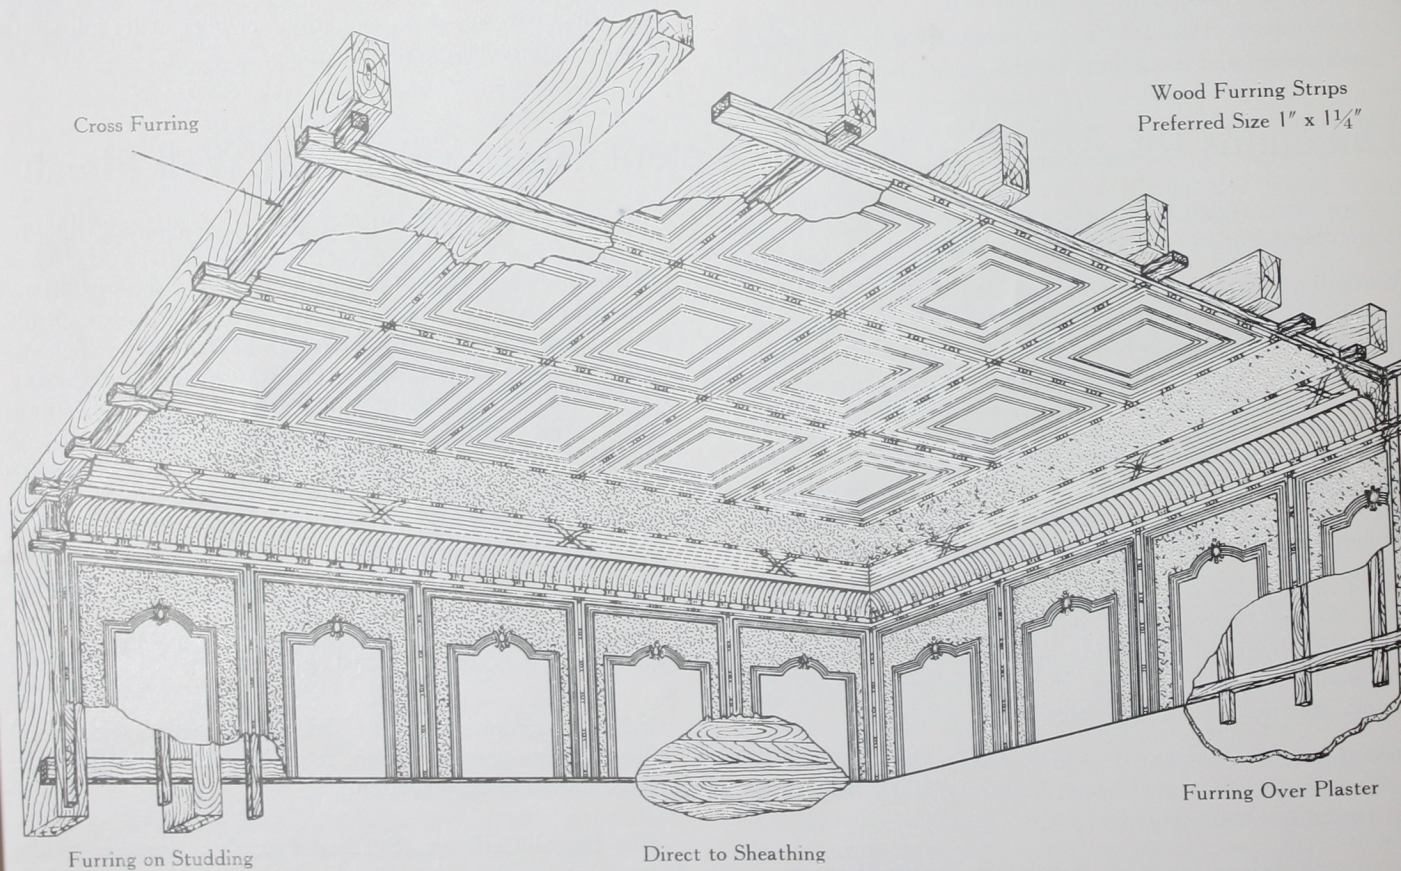 Cross Furring
Wood Furring Strips
Preferred Size 1″ x 1¼″
Furring Over Plaster
Furring on Studding
Direct to Sheathing